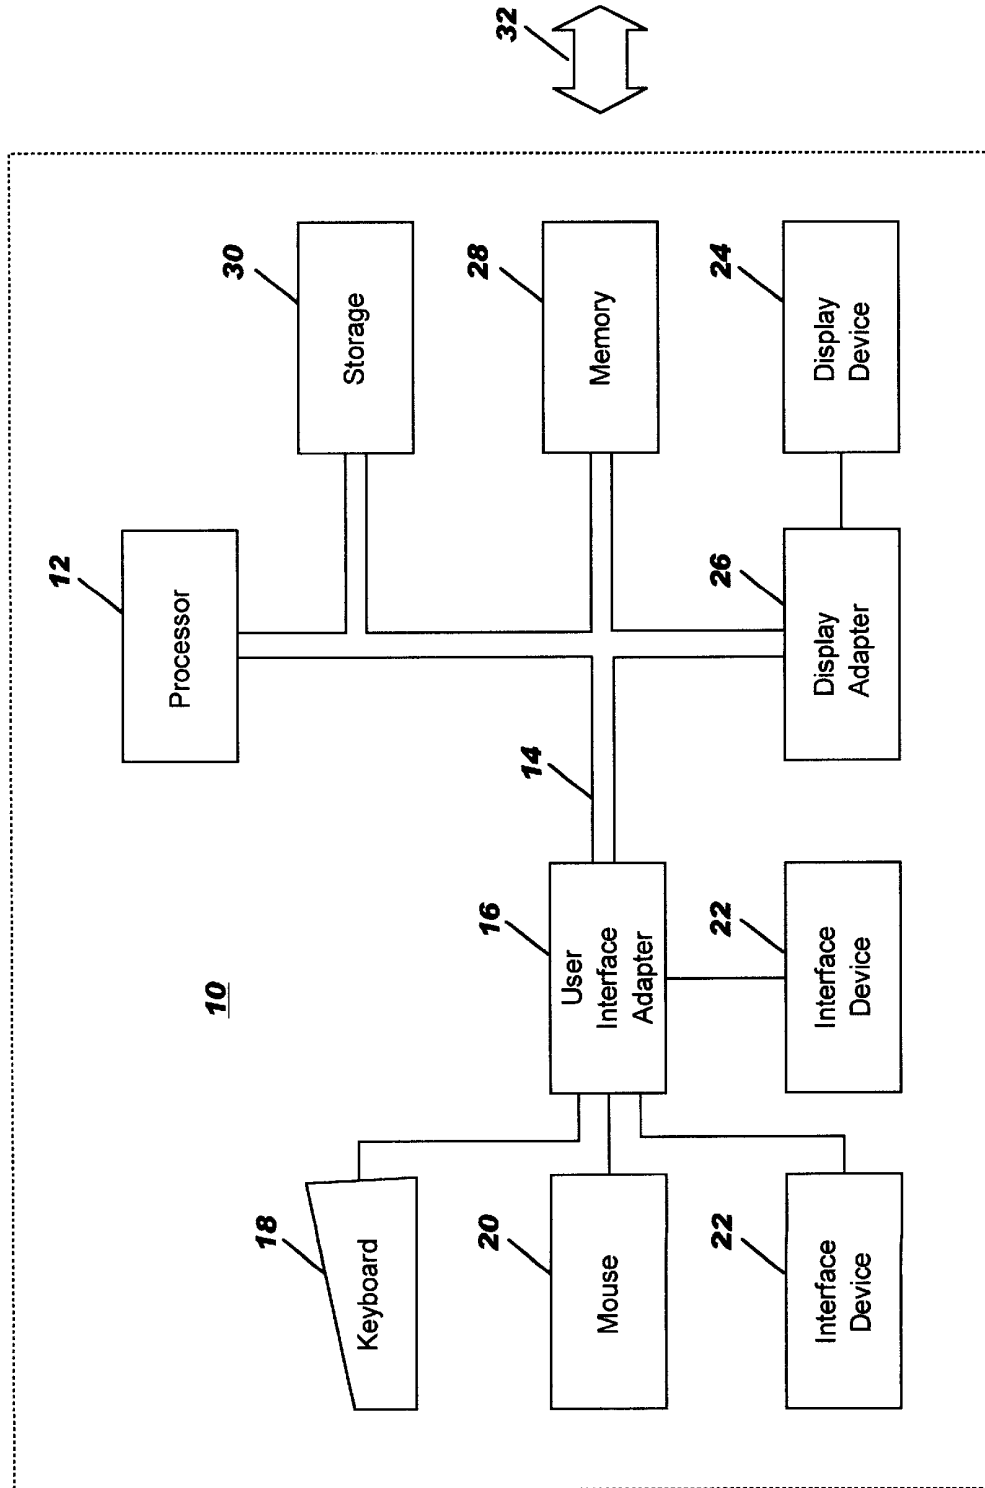 10
12
Processor
30
Storage
28
Memory
32
14
16
User
Interface
Adapter
26
Display
Adapter
24
Display
Device
18
Keyboard
20
Mouse
22
Interface
Device
22
Interface
Device